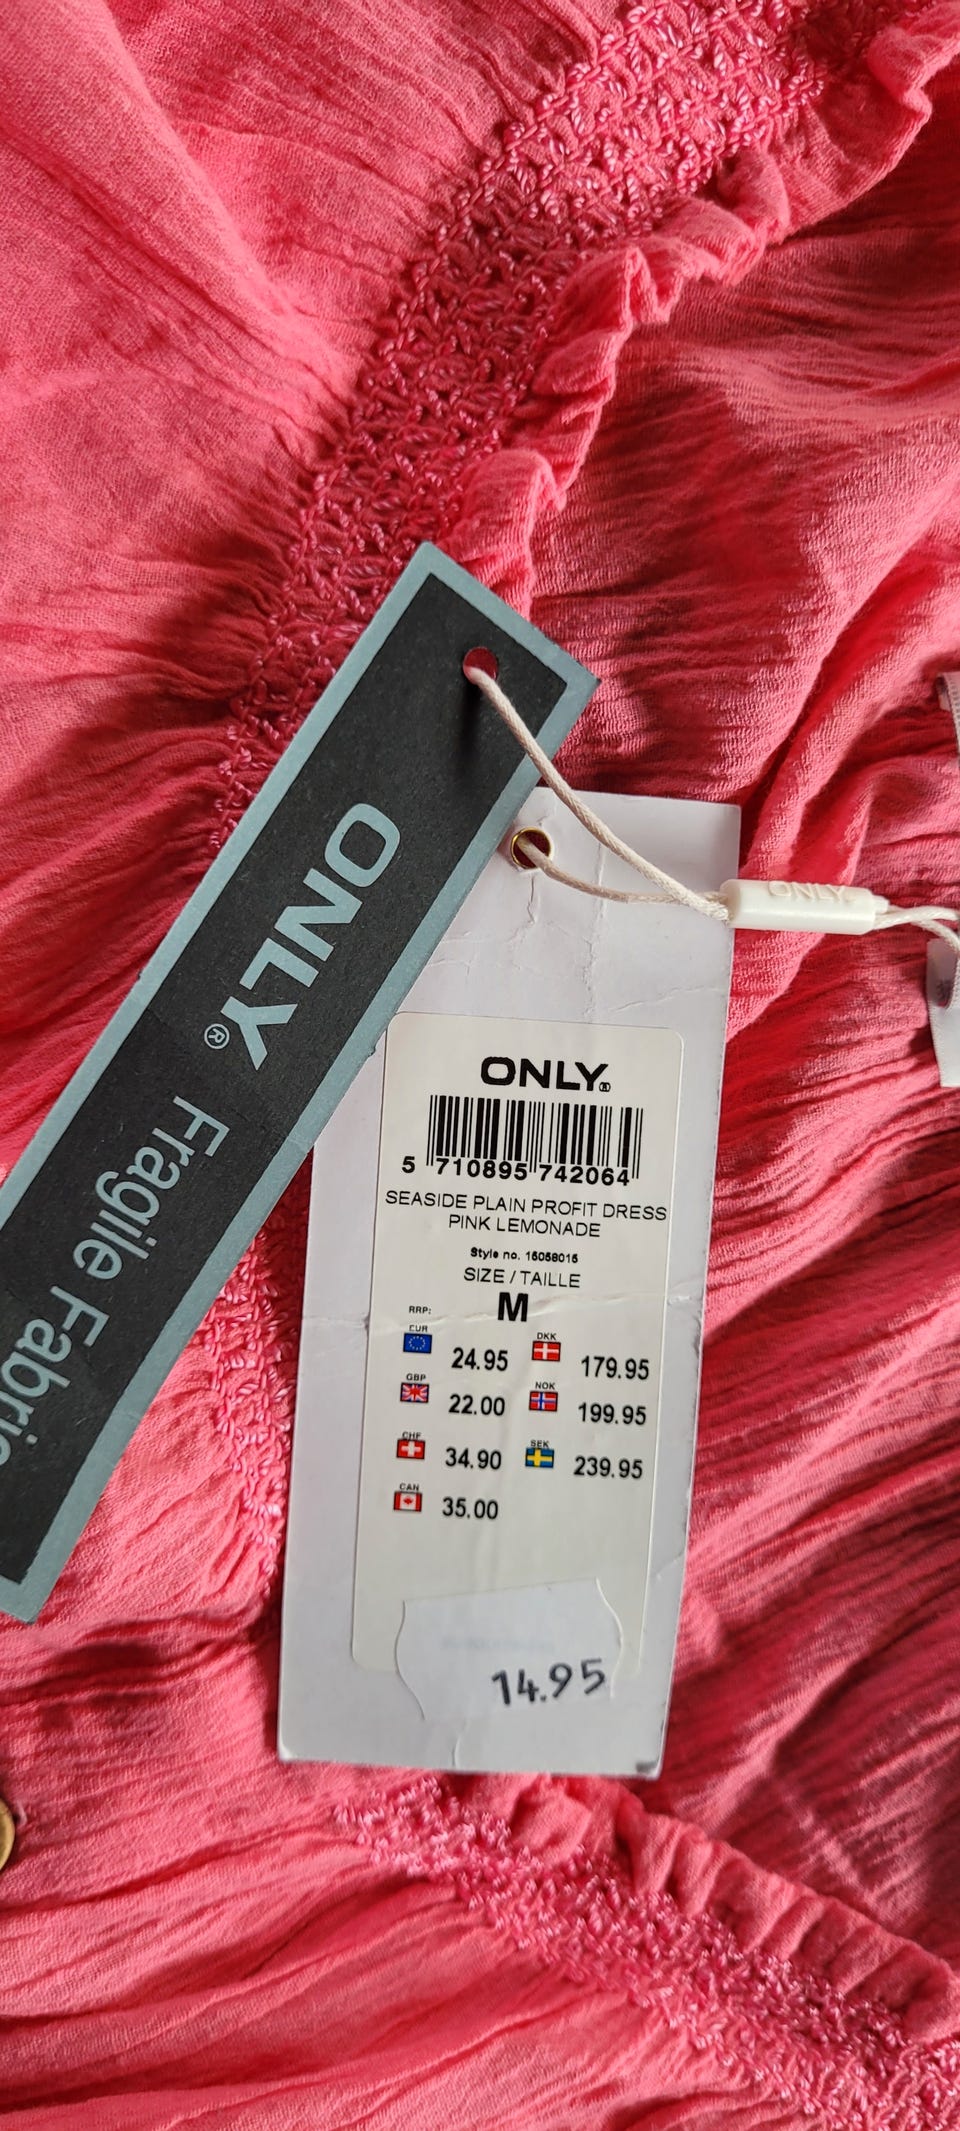 ONLY® Fragile Fabric
ONLY
ONLY®
5 710895 742064
SEASIDE PLAIN PROFIT DRESS
PINK LEMONADE
Style no. 15058015
SIZE / TAILLE
M
RRP:
EUR 24.95 DKK 179.95
GBP 22.00 NOK 199.95
CHF 34.90 SEK 239.95
CAN 35.00
14.95